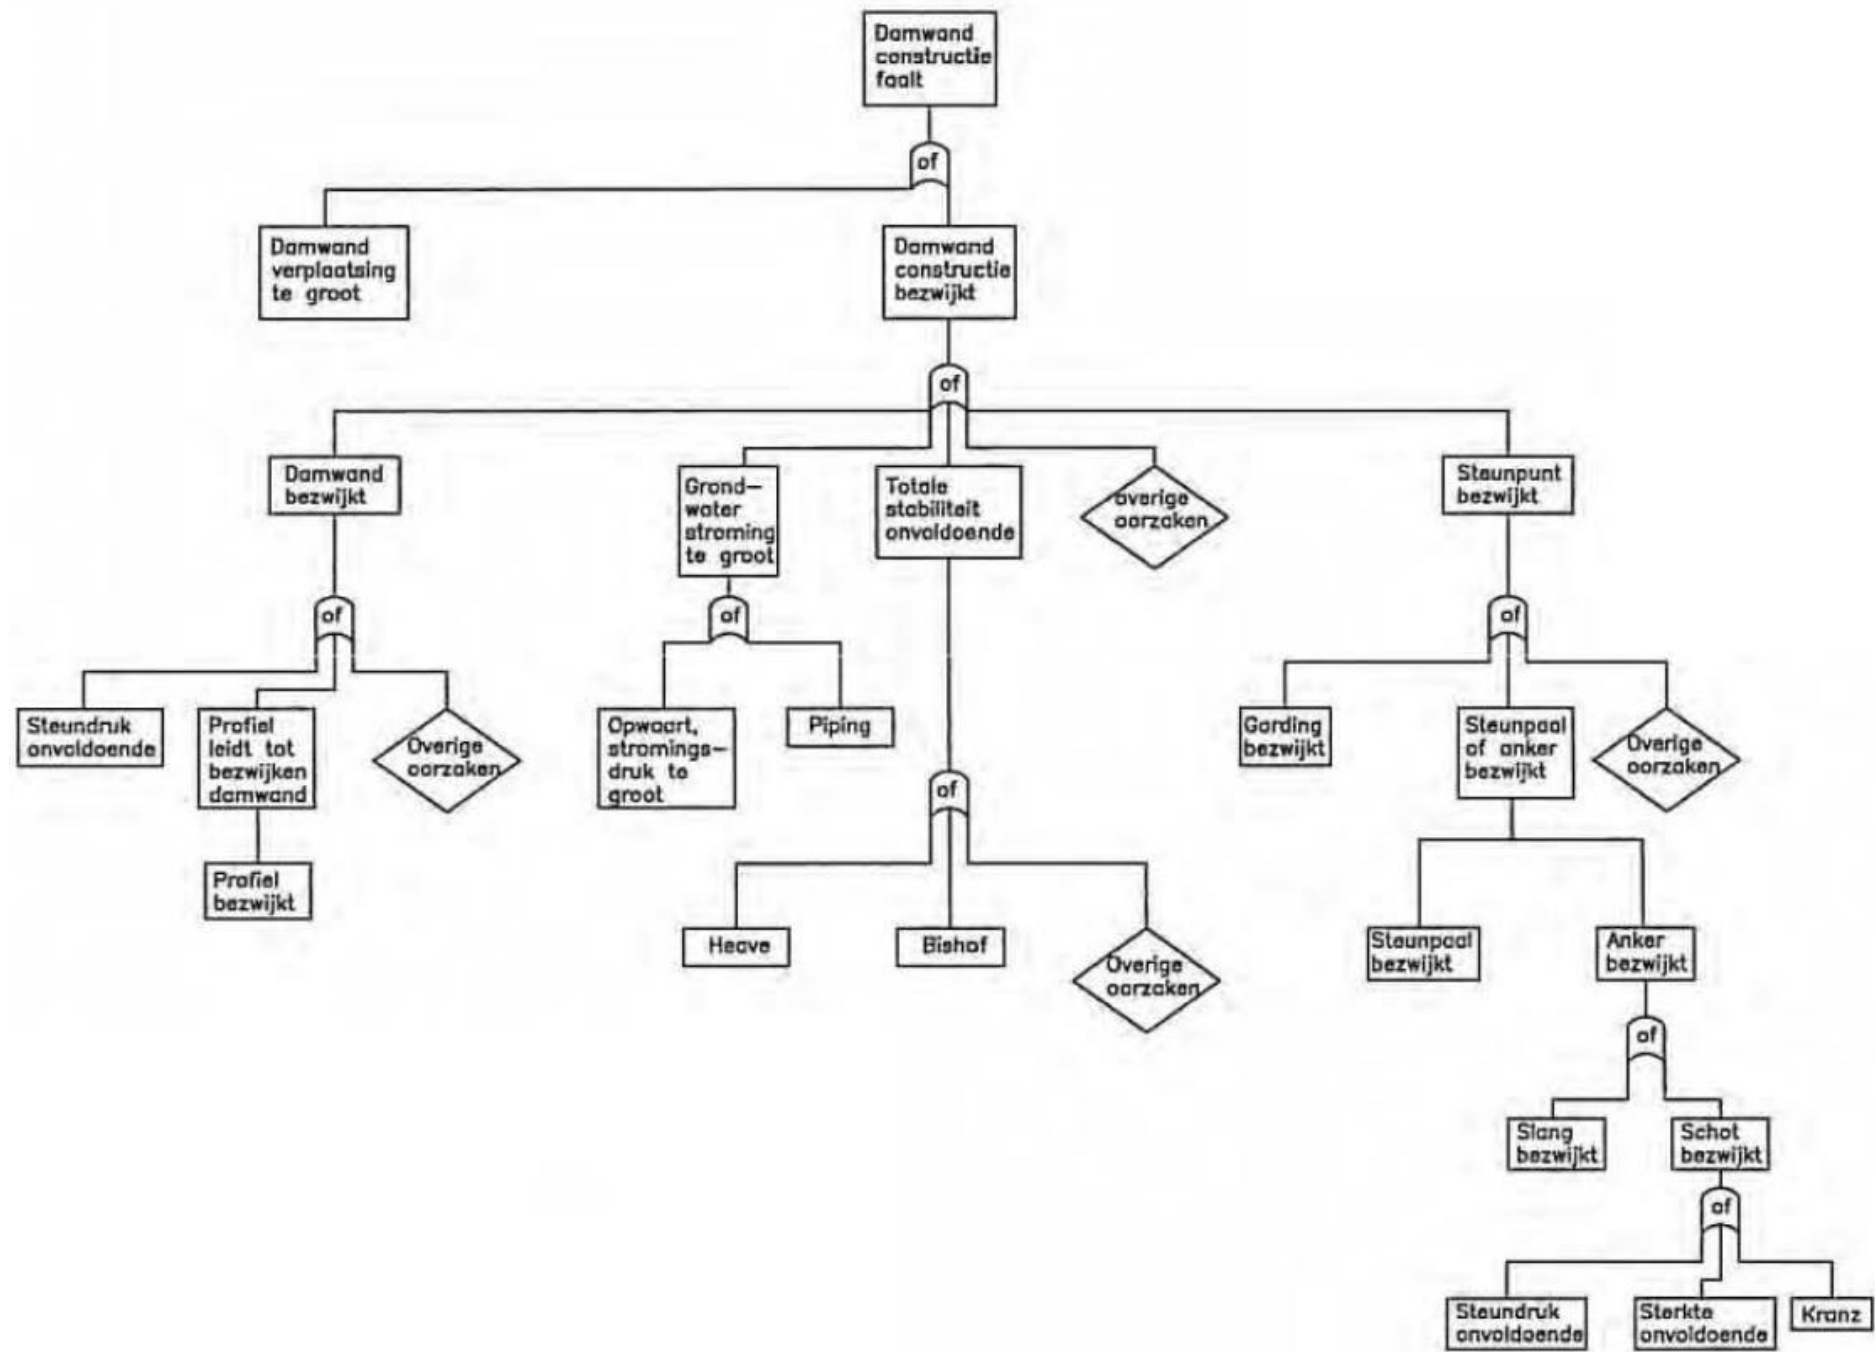 Damwand
constructie
faalt
of
Damwand
verplaatsing
te groot
Damwand
constructie
bezwijkt
of
Damwand
bezwijkt
Grond-
water
stroming
te groot
Totale
stabiliteit
onvoldoende
overige
oorzaken
Steunpunt
bezwijkt
of
of
of
Steundruk
onvoldoende
Profiel
leidt tot
bezwijken
damwand
Overige
oorzaken
Opwaart,
stromings-
druk te
groot
Piping
Gording
bezwijkt
Steunpaal
of anker
bezwijkt
Overige
oorzaken
of
Profiel
bezwijkt
Heave
Bishof
Overige
oorzaken
Steunpaal
bezwijkt
Anker
bezwijkt
of
Slang
bezwijkt
Schot
bezwijkt
of
Steundruk
onvoldoende
Sterkte
onvoldoende
Kranz